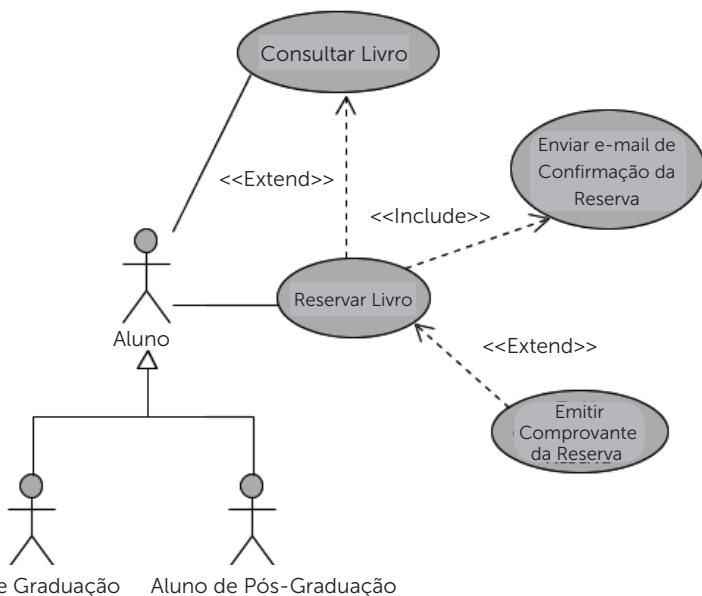 Consultar Livro
Enviar e-mail de
Confirmação da
Reserva
<<Extend>>
<<Include>>
Reservar Livro
Aluno
<<Extend>>
Emitir
Comprovante
da Reserva
e Graduação
Aluno de Pós-Graduação